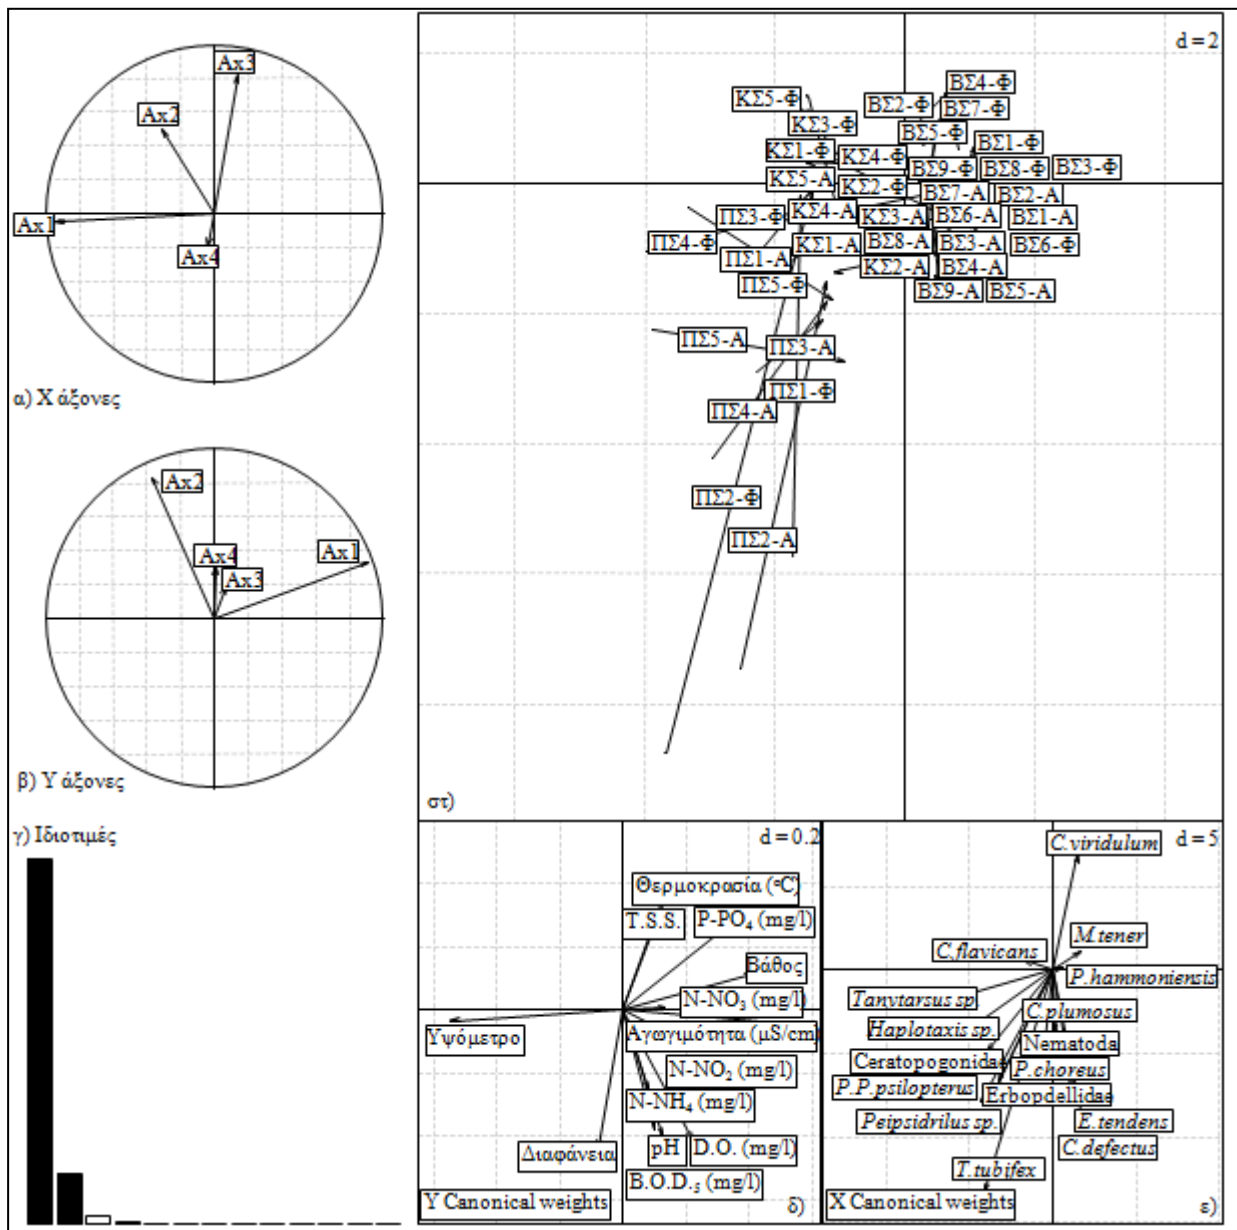 Ax3
Ax2
Ax1
Ax4
α) Χ άξονες
Ax2
Ax1
Ax4
Ax3
β) Υ άξονες
γ) Ιδιοτιμές
d = 2
ΒΣ4-Φ
ΚΣ5-Φ
ΒΣ2-Φ
ΒΣ7-Φ
ΚΣ3-Φ
ΒΣ5-Φ
ΒΣ1-Φ
ΚΣ1-Φ
ΚΣ4-Φ
ΒΣ9-Φ
ΒΣ8-Φ
ΒΣ3-Φ
ΚΣ5-Α
ΚΣ2-Φ
ΒΣ7-Α
ΒΣ2-Α
ΠΣ3-Φ
ΚΣ4-Α
ΚΣ3-Α
ΒΣ6-Α
ΒΣ1-Α
ΠΣ4-Φ
ΠΣ1-Α
ΚΣ1-Α
ΒΣ8-Α
ΒΣ3-Α
ΒΣ6-Φ
ΠΣ5-Φ
ΚΣ2-Α
ΒΣ4-Α
ΒΣ9-Α
ΒΣ5-Α
ΠΣ5-Α
ΠΣ3-Α
ΠΣ1-Φ
ΠΣ4-Α
ΠΣ2-Φ
ΠΣ2-Α
στ)
d = 0.2
Θερμοκρασία (°C)
T.S.S.
P-PO₄ (mg/l)
Βάθος
N-NO₃ (mg/l)
Υψόμετρο
Αγωγιμότητα (μS/cm)
N-NO₂ (mg/l)
N-NH₄ (mg/l)
Διαφάνεια
pH
D.O. (mg/l)
B.O.D.₅ (mg/l)
Y Canonical weights
δ)
d = 5
C.viridulum
M.tener
C.flavicans
P.hammoniensis
Tanytarsus sp.
C.plumosus
Haplotaxis sp.
Nematoda
Ceratopogonidae
P.choreus
P.P.psilopterus
Erbopdellidae
Peipsidrilus sp.
E.tendens
C.defectus
T.tubifex
X Canonical weights
ε)